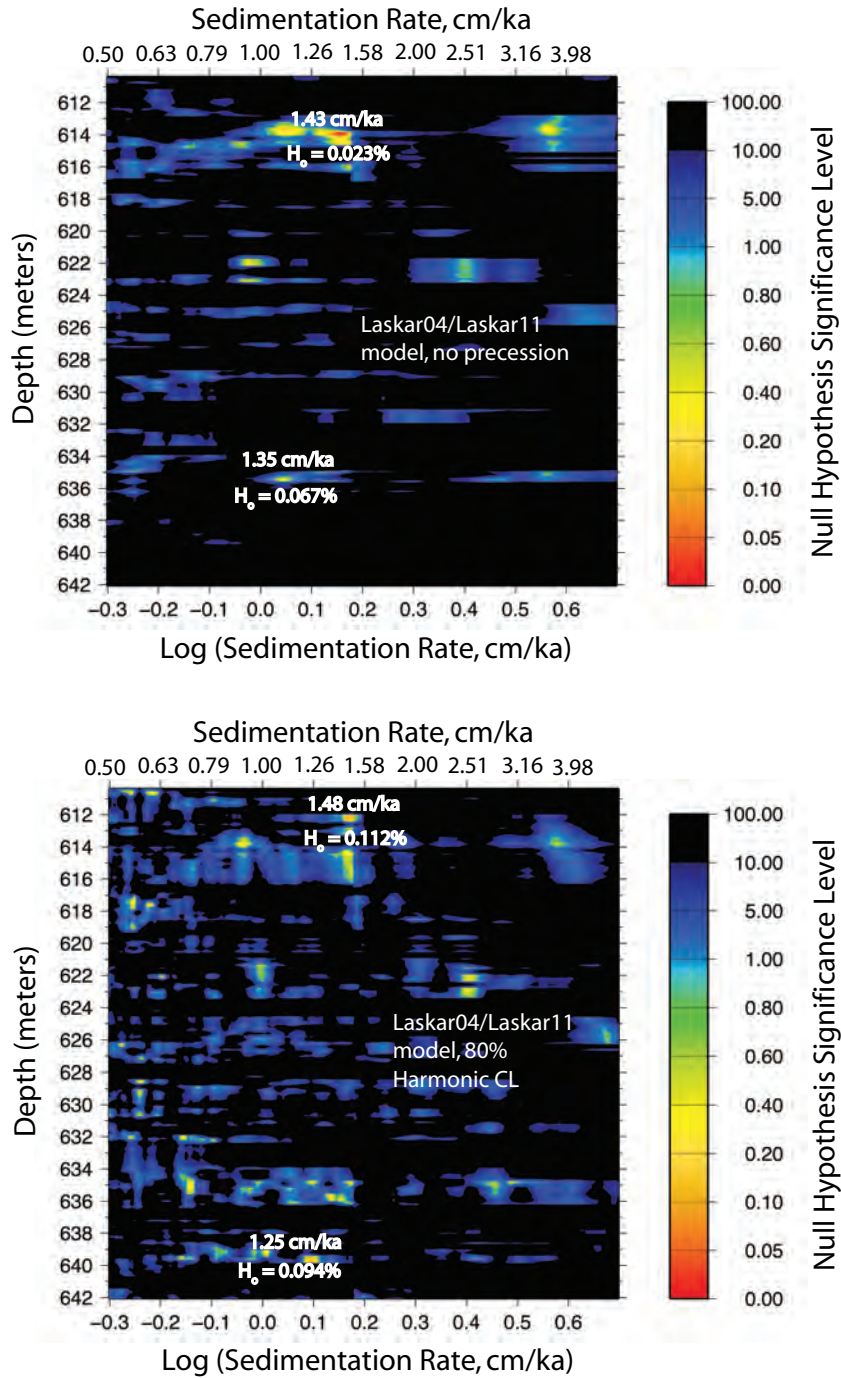 Sedimentation Rate, cm/ka
0.50 0.63 0.79 1.00 1.26 1.58 2.00 2.51 3.16 3.98
Depth (meters)
612
614
616
618
620
622
624
626
628
630
632
634
636
638
640
642
1.43 cm/ka
Ho = 0.023%
Laskar04/Laskar11
model, no precession
1.35 cm/ka
Ho = 0.067%
−0.3 −0.2 −0.1 0.0 0.1 0.2 0.3 0.4 0.5 0.6
Log (Sedimentation Rate, cm/ka)
100.00
10.00
5.00
1.00
0.80
0.60
0.40
0.20
0.10
0.05
0.00
Null Hypothesis Significance Level
Sedimentation Rate, cm/ka
0.50 0.63 0.79 1.00 1.26 1.58 2.00 2.51 3.16 3.98
Depth (meters)
612
614
616
618
620
622
624
626
628
630
632
634
636
638
640
642
1.48 cm/ka
Ho = 0.112%
Laskar04/Laskar11
model, 80%
Harmonic CL
1.25 cm/ka
Ho = 0.094%
−0.3 −0.2 −0.1 0.0 0.1 0.2 0.3 0.4 0.5 0.6
Log (Sedimentation Rate, cm/ka)
100.00
10.00
5.00
1.00
0.80
0.60
0.40
0.20
0.10
0.05
0.00
Null Hypothesis Significance Level